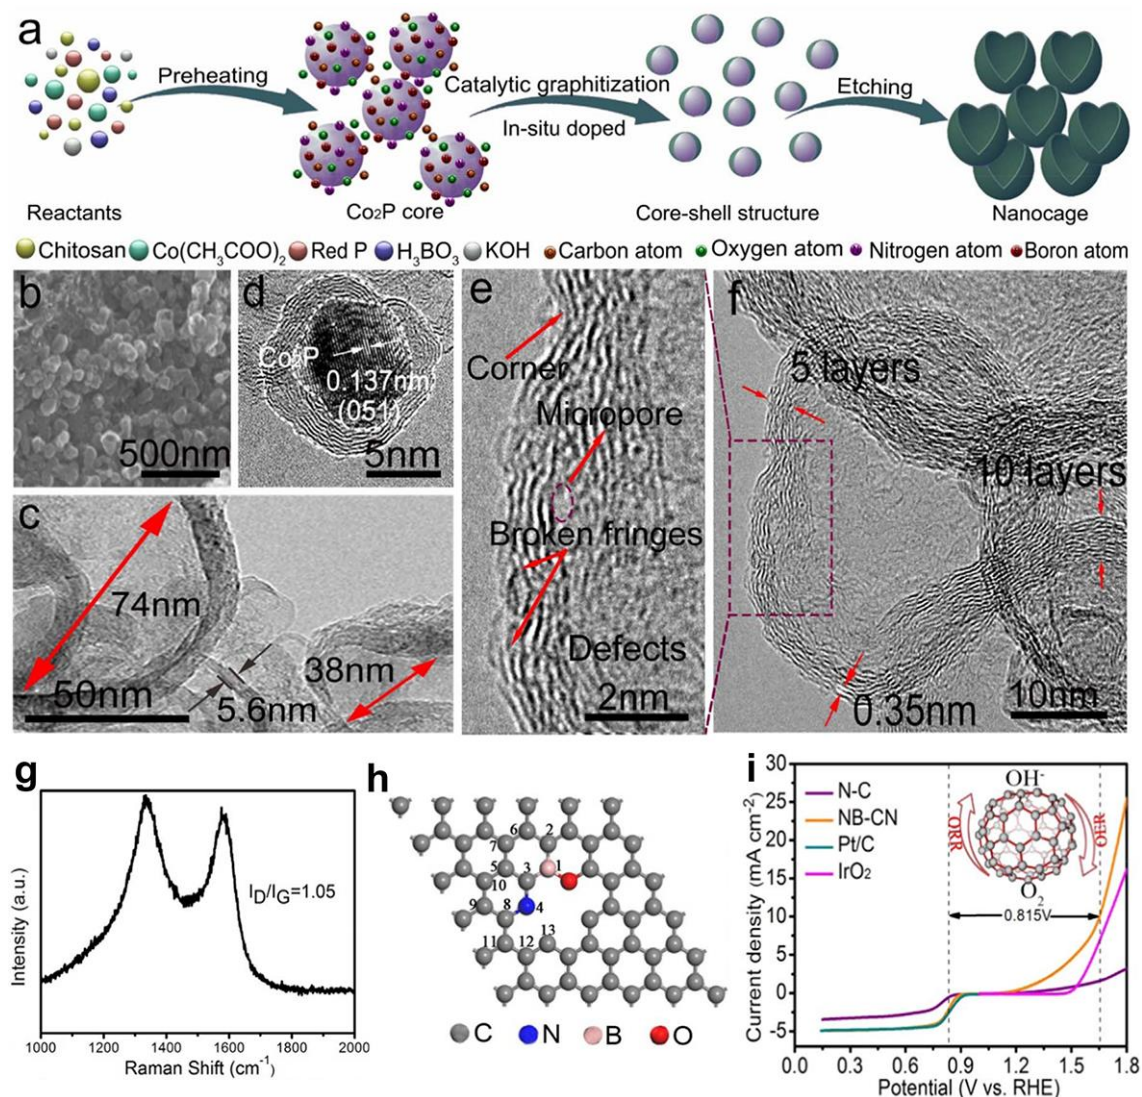 a
Preheating
Catalytic graphitization
In-situ doped
Etching
Reactants
Co₂P core
Core-shell structure
Nanocage
Chitosan Co(CH₃COO)₂ Red P H₃BO₃ KOH Carbon atom Oxygen atom Nitrogen atom Boron atom
b
500nm
d
Co₂P
0.137nm
(051)
5nm
c
74nm
50nm
5.6nm
38nm
e
Corner
Micropore
Broken fringes
Defects
2nm
f
5 layers
10 layers
0.35nm
10nm
g
Intensity (a.u.)
I_D/I_G=1.05
1000 1200 1400 1600 1800 2000
Raman Shift (cm⁻¹)
h
6 2
7
5 3 1
10
9 8 4
11 12 13
C N B O
i
Current density (mA cm⁻²)
30
25
20
15
10
5
0
-5
N-C
NB-CN
Pt/C
IrO₂
OH⁻
ORR
OER
O₂
0.815V
0.0 0.3 0.6 0.9 1.2 1.5 1.8
Potential (V vs. RHE)